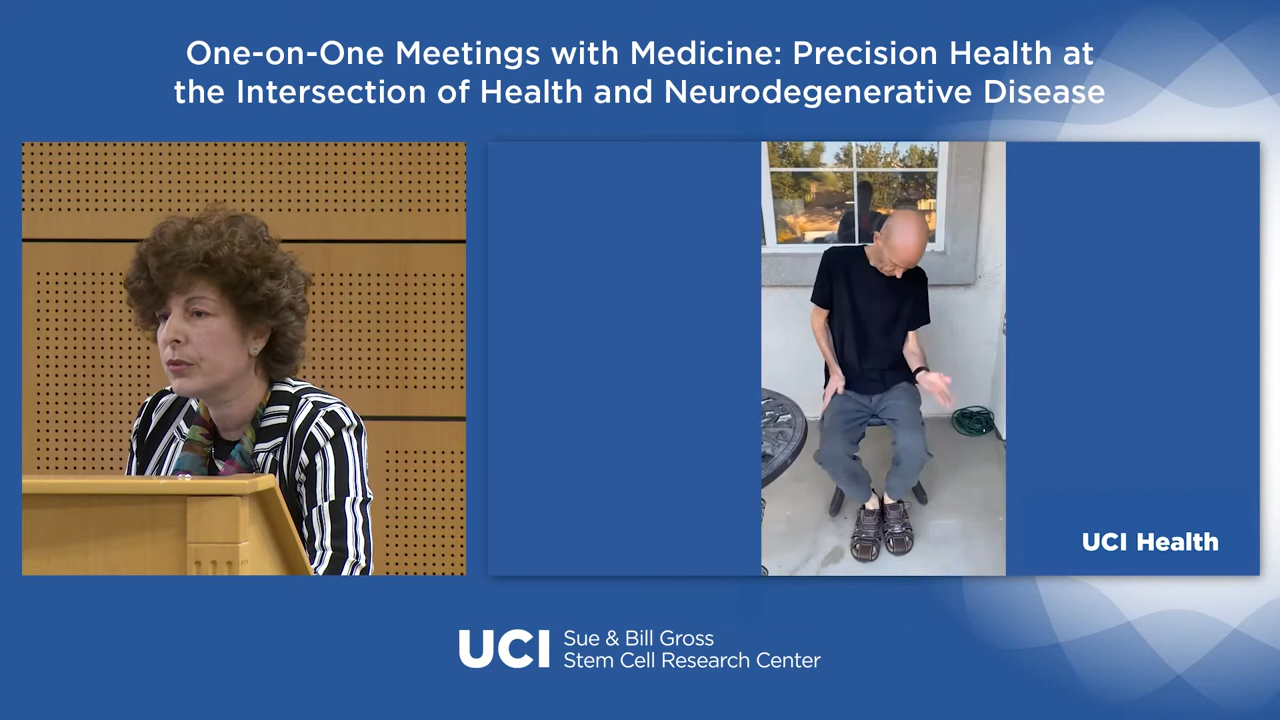 One-on-One Meetings with Medicine: Precision Health at
the Intersection of Health and Neurodegenerative Disease
UCI Health
UCI Sue & Bill Gross
Stem Cell Research Center